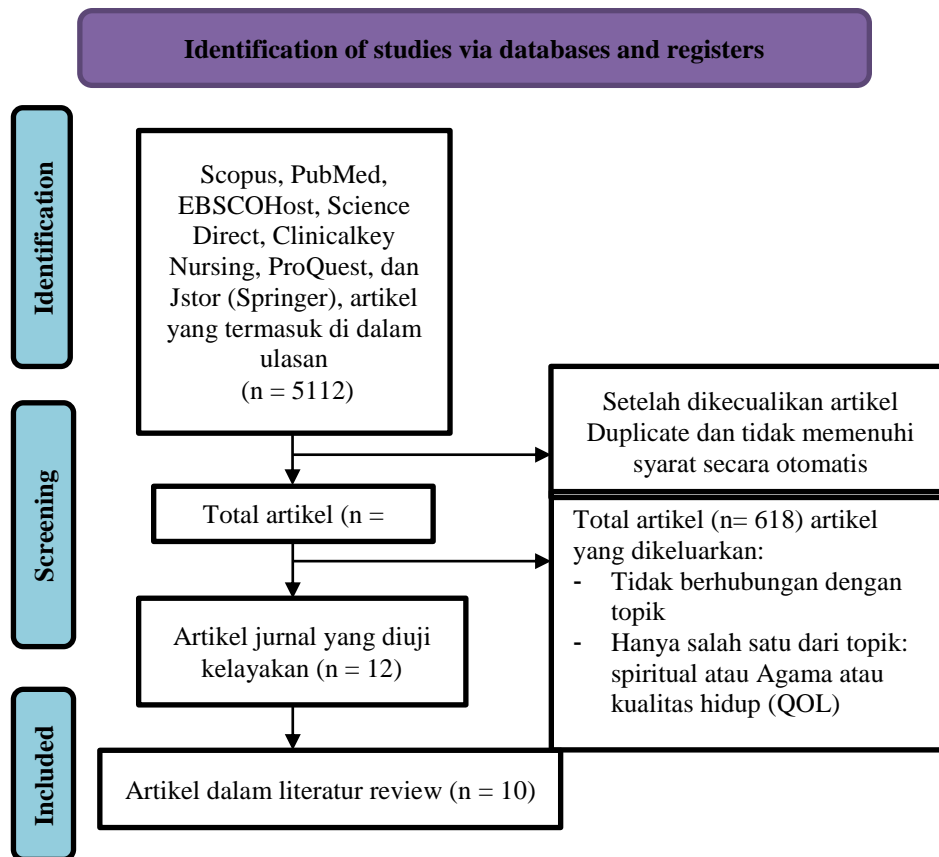 Identification of studies via databases and registers
Identification
Scopus, PubMed,
EBSCOHost, Science
Direct, Clinicalkey
Nursing, ProQuest, dan
Jstor (Springer), artikel
yang termasuk di dalam
ulasan
(n = 5112)
Setelah dikecualikan artikel
Duplicate dan tidak memenuhi
syarat secara otomatis
Screening
Total artikel (n =
Total artikel (n= 618) artikel
yang dikeluarkan:
- Tidak berhubungan dengan
topik
- Hanya salah satu dari topik:
spiritual atau Agama atau
kualitas hidup (QOL)
Artikel jurnal yang diuji
kelayakan (n = 12)
Included
Artikel dalam literatur review (n = 10)